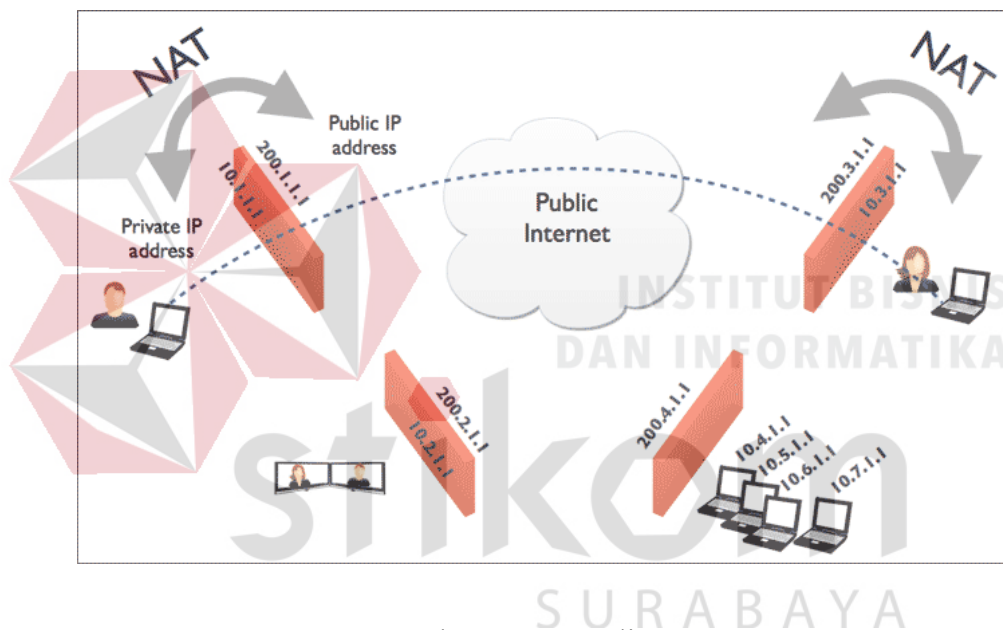 NAT
NAT
Public IP
address
200.1.1.1
10.1.1.1
Private IP
address
Public
Internet
200.3.1.1
10.3.1.1
INSTITUT BISNIS
DAN INFORMATIKA
200.2.1.1
10.2.1.1
200.4.1.1
10.4.1.1
10.5.1.1
10.6.1.1
10.7.1.1
stikom
SURABAYA